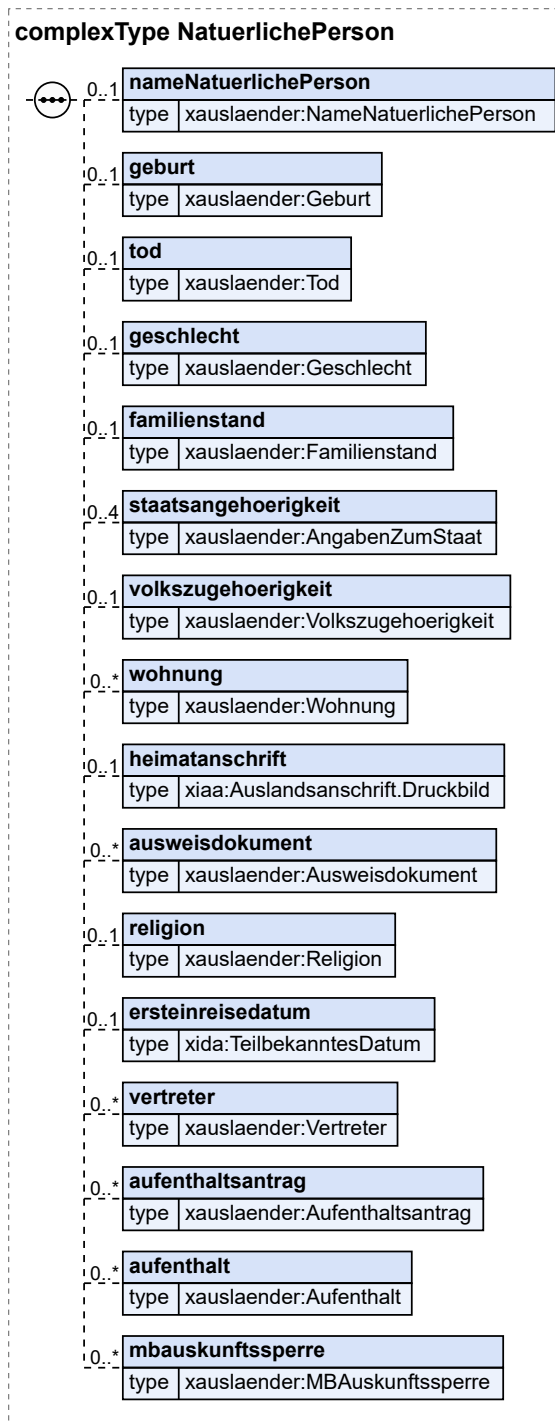 complexType NatuerlichePerson
0..1 nameNatuerlichePerson
type xauslaender:NameNatuerlichePerson
0..1 geburt
type xauslaender:Geburt
0..1 tod
type xauslaender:Tod
0..1 geschlecht
type xauslaender:Geschlecht
0..1 familienstand
type xauslaender:Familienstand
0..4 staatsangehoerigkeit
type xauslaender:AngabenZumStaat
0..1 volkszugehoerigkeit
type xauslaender:Volkszugehoerigkeit
0..* wohnung
type xauslaender:Wohnung
0..1 heimatanschrift
type xiaa:Auslandsanschrift.Druckbild
0..* ausweisdokument
type xauslaender:Ausweisdokument
0..1 religion
type xauslaender:Religion
0..1 ersteinreisedatum
type xida:TeilbekanntesDatum
0..* vertreter
type xauslaender:Vertreter
0..* aufenthaltsantrag
type xauslaender:Aufenthaltsantrag
0..* aufenthalt
type xauslaender:Aufenthalt
0..* mbauskunftssperre
type xauslaender:MBAuskunftssperre